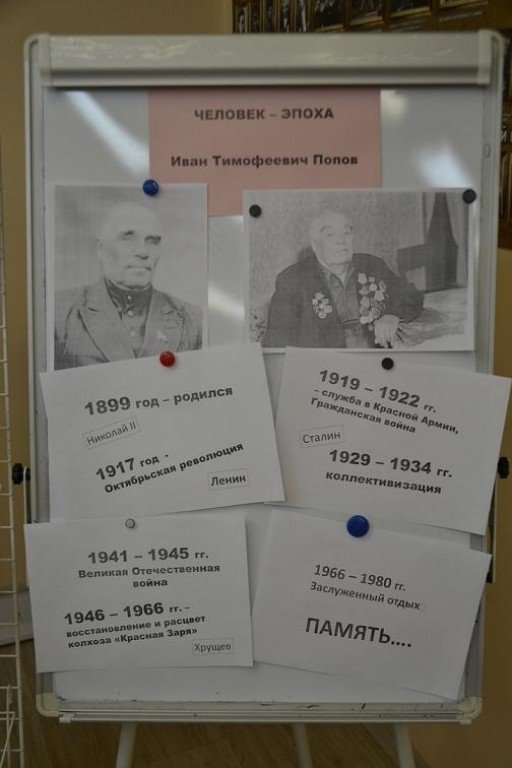 ЧЕЛОВЕК – ЭПОХА
Иван Тимофеевич Попов
1899 год – родился
Николай II
1917 год -
Октябрьская революция
Ленин
1919 – 1922 гг.
- служба в Красной Армии,
Гражданская война
Сталин
1929 – 1934 гг.
коллективизация
1941 – 1945 гг.
Великая Отечественная
война
1946 – 1966 гг. –
восстановление и расцвет
колхоза «Красная Заря»
Хрущев
1966 – 1980 гг.
Заслуженный отдых
ПАМЯТЬ....